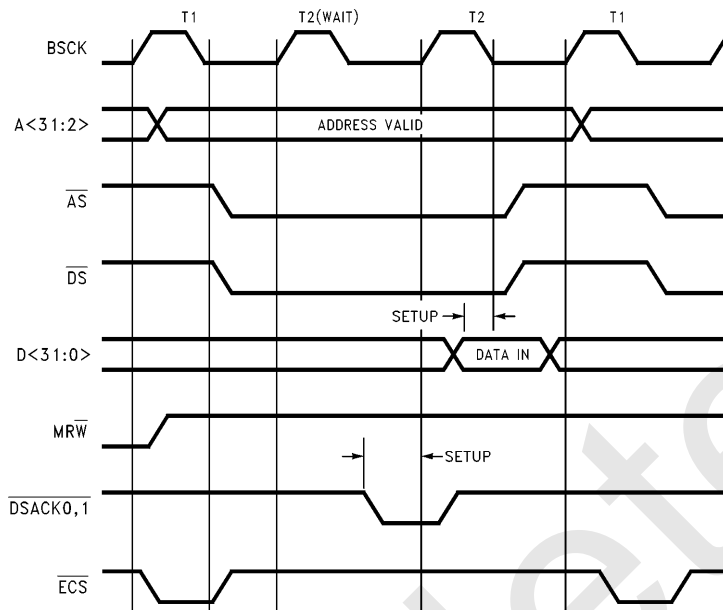 T1 T2(WAIT) T2 T1
BSCK
A<31:2> ADDRESS VALID
AS
DS
SETUP
D<31:0> DATA IN
MRW
SETUP
DSACK0,1
ECS